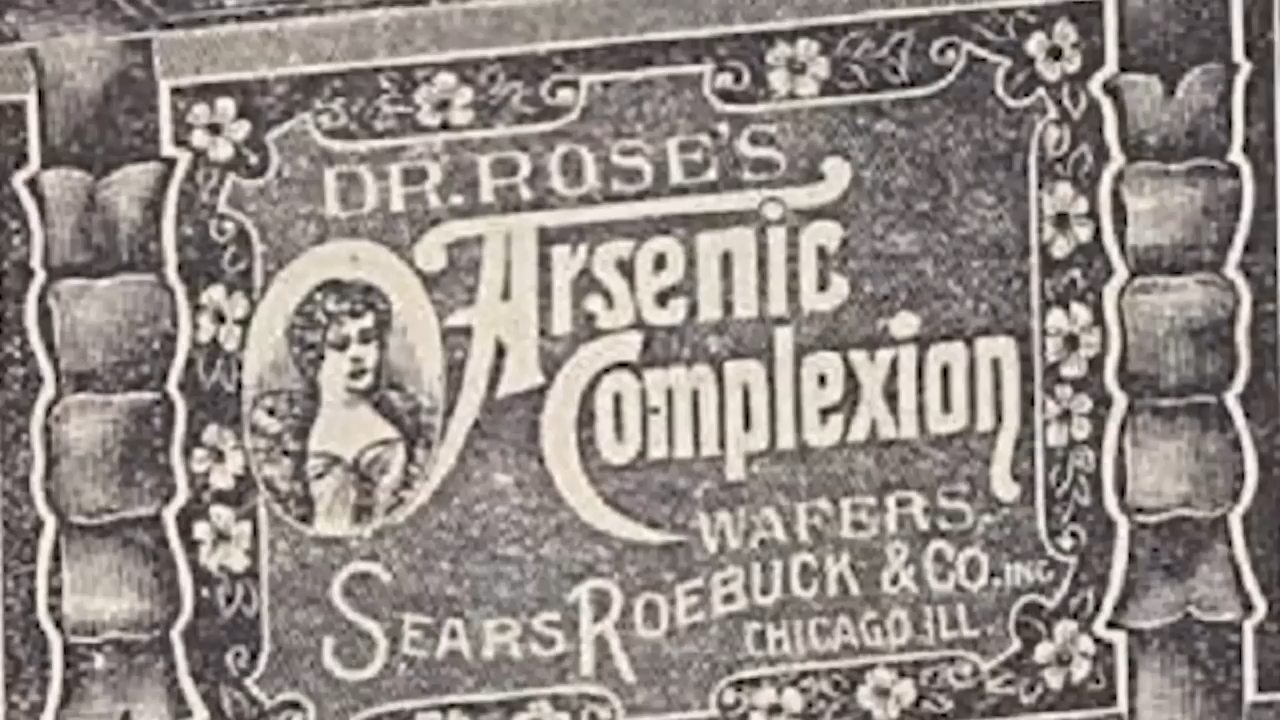 DR. ROSE'S
Arsenic
Complexion
WAFERS.
SEARS ROEBUCK & CO. INC
CHICAGO. ILL.